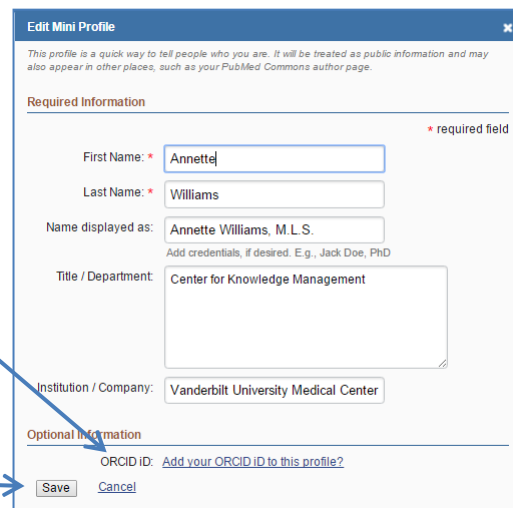 Edit Mini Profile
This profile is a quick way to tell people who you are. It will be treated as public information and may
also appear in other places, such as your PubMed Commons author page.
Required Information
* required field
First Name: * Annette
Last Name: * Williams
Name displayed as: Annette Williams, M.L.S.
Add credentials, if desired. E.g., Jack Doe, PhD
Title / Department: Center for Knowledge Management
Institution / Company: Vanderbilt University Medical Center
Optional Information
ORCID iD: Add your ORCID iD to this profile?
Save Cancel